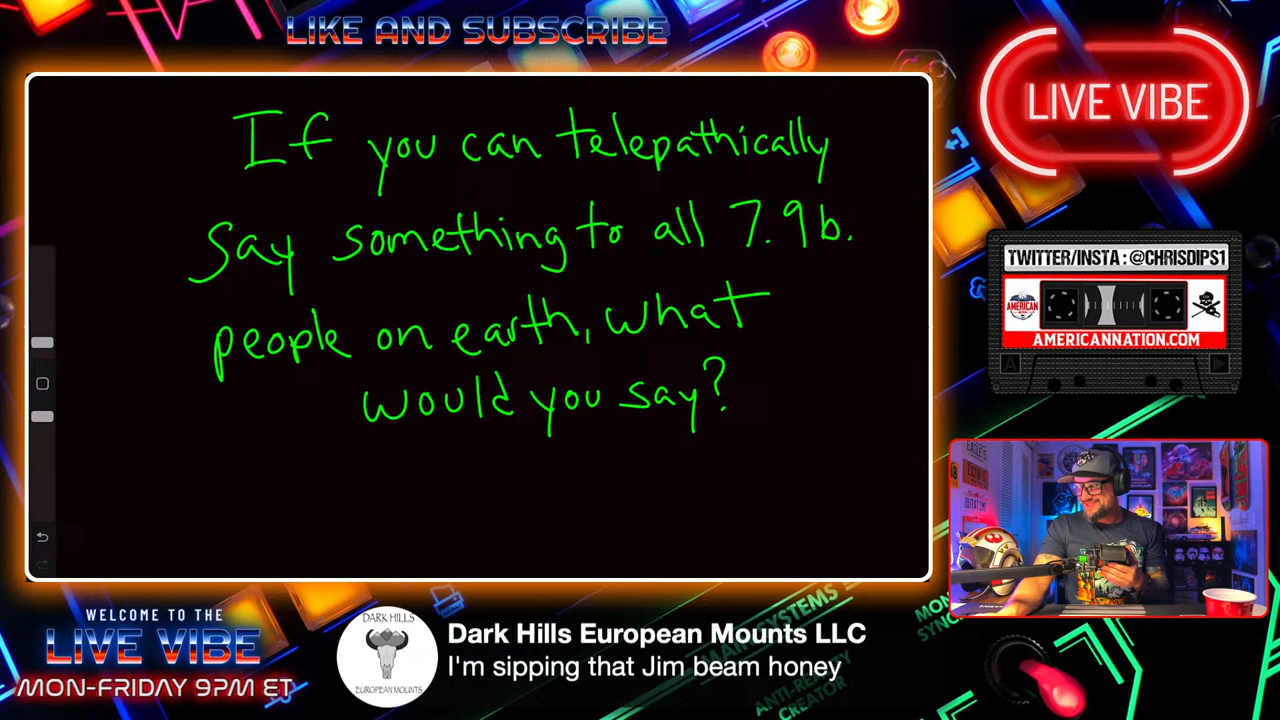 LIKE AND SUBSCRIBE
LIVE VIBE
If you can telepathically
say something to all 7.9b.
people on earth, what
would you say?
TWITTER/INSTA : @CHRISDIPS1
AMERICAN
AMERICANNATION.COM
A
WELCOME TO THE
LIVE VIBE
MON-FRIDAY 9PM ET
DARK HILLS
EUROPEAN MOUNTS
Dark Hills European Mounts LLC
I'm sipping that Jim beam honey